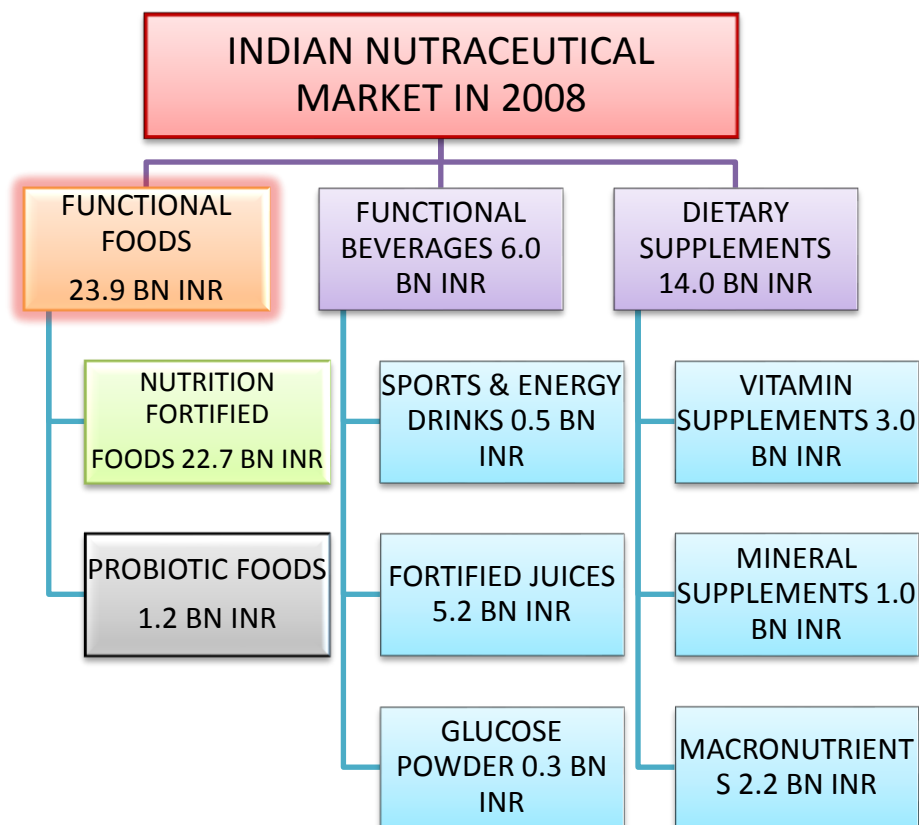 INDIAN NUTRACEUTICAL
MARKET IN 2008
FUNCTIONAL
FOODS
23.9 BN INR
FUNCTIONAL
BEVERAGES 6.0
BN INR
DIETARY
SUPPLEMENTS
14.0 BN INR
NUTRITION
FORTIFIED
FOODS 22.7 BN INR
SPORTS & ENERGY
DRINKS 0.5 BN
INR
VITAMIN
SUPPLEMENTS 3.0
BN INR
PROBIOTIC FOODS
1.2 BN INR
FORTIFIED JUICES
5.2 BN INR
MINERAL
SUPPLEMENTS 1.0
BN INR
GLUCOSE
POWDER 0.3 BN
INR
MACRONUTRIENT
S 2.2 BN INR